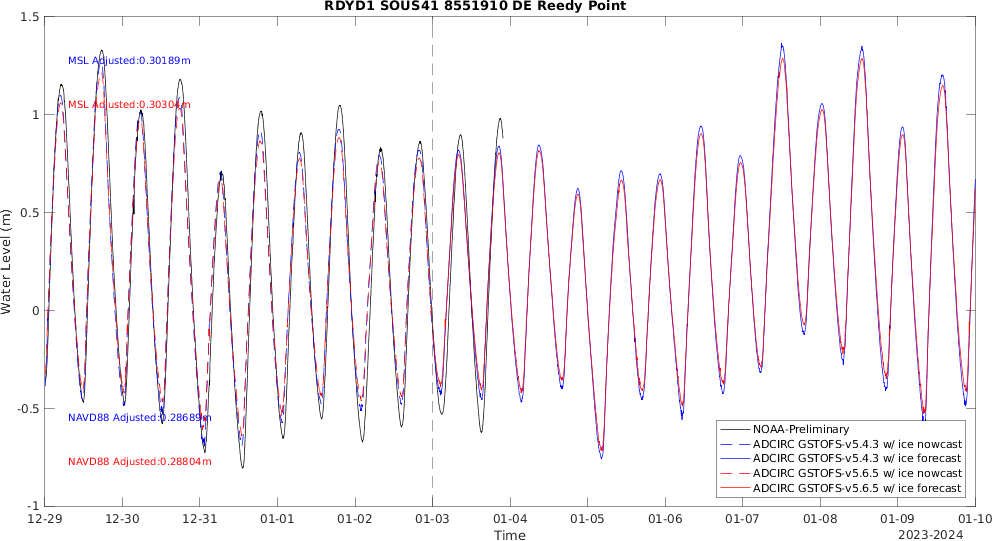 RDYD1 SOUS41 8551910 DE Reedy Point
1.5
1
0.5
0
-0.5
-1
Water Level (m)
MSL Adjusted:0.30189m
MSL Adjusted:0.30304m
NAVD88 Adjusted:0.28689m
NAVD88 Adjusted:0.28804m
NOAA-Preliminary
ADCIRC GSTOFS-v5.4.3 w/ ice nowcast
ADCIRC GSTOFS-v5.4.3 w/ ice forecast
ADCIRC GSTOFS-v5.6.5 w/ ice nowcast
ADCIRC GSTOFS-v5.6.5 w/ ice forecast
12-29 12-30 12-31 01-01 01-02 01-03 01-04 01-05 01-06 01-07 01-08 01-09 01-10
Time
2023-2024